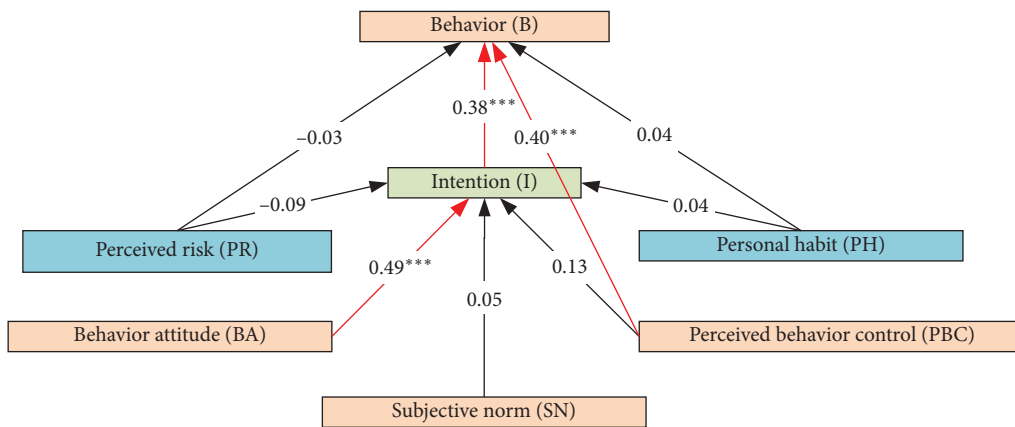 Behavior (B)
0.38***
–0.03
0.40***
0.04
Intention (I)
–0.09
0.04
Perceived risk (PR)
Personal habit (PH)
0.49***
0.13
0.05
Behavior attitude (BA)
Perceived behavior control (PBC)
Subjective norm (SN)